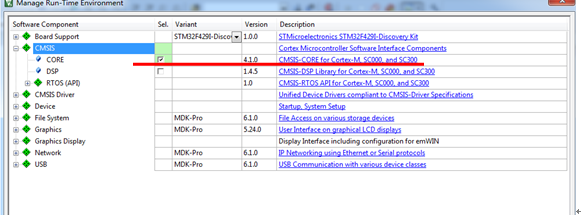 Manage Run-Time Environment
Software Component Sel. Variant Version Description
Board Support STM32F429I-Disco 1.0.0 STMicroelectronics STM32F429I-Discovery Kit
CMSIS Cortex Microcontroller Software Interface Components
CORE 4.1.0 CMSIS-CORE for Cortex-M, SC000, and SC300
DSP 1.4.5 CMSIS-DSP Library for Cortex-M, SC000, and SC300
RTOS (API) 1.0 CMSIS-RTOS API for Cortex-M, SC000, and SC300
CMSIS Driver Unified Device Drivers compliant to CMSIS-Driver Specifications
Device Startup, System Setup
File System MDK-Pro 6.1.0 File Access on various storage devices
Graphics MDK-Pro 5.24.0 User Interface on graphical LCD displays
Graphics Display Display Interface including configuration for emWIN
Network MDK-Pro 6.1.0 IP Networking using Ethernet or Serial protocols
USB MDK-Pro 6.1.0 USB Communication with various device classes